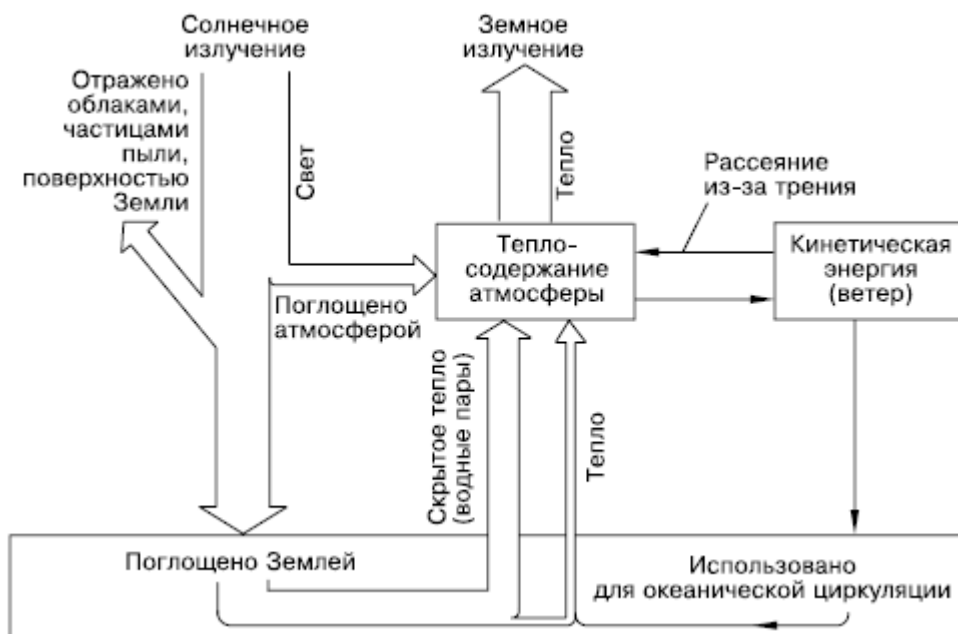 Солнечное
излучение
Земное
излучение
Отражено
облаками,
частицами
пыли,
поверхностью
Земли
Свет
Тепло
Рассеяние
из-за трения
Тепло-
содержание
атмосферы
Кинетическая
энергия
(ветер)
Поглощено
атмосферой
Скрытое тепло
(водные пары)
Тепло
Поглощено Землей
Использовано
для океанической циркуляции